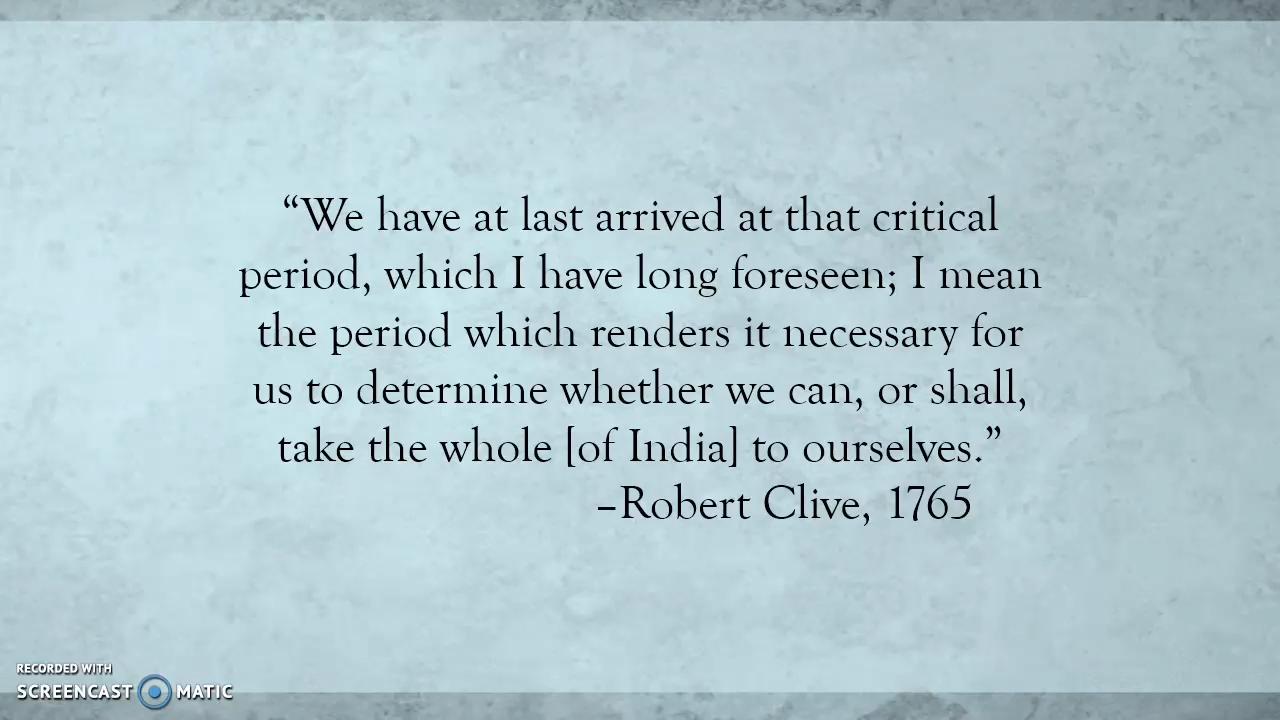 “We have at last arrived at that critical
period, which I have long foreseen; I mean
the period which renders it necessary for
us to determine whether we can, or shall,
take the whole [of India] to ourselves.”
–Robert Clive, 1765
RECORDED WITH
SCREENCAST MATIC